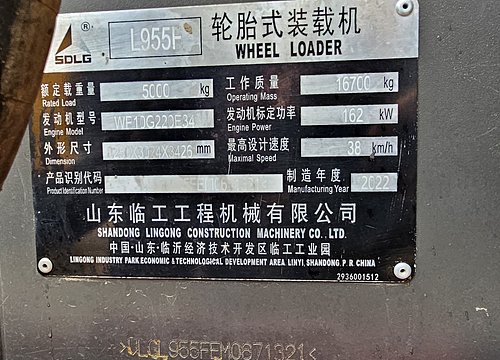 SDLG L955F 轮胎式装载机
WHEEL LOADER
额定载重量 5000 kg 工作质量 16700 kg
Rated Load Operating Mass
发动机型号 发动机标定功率 162 kW
Engine Model Engine Power
外形尺寸 mm 最高设计速度 38 km/h
Dimension Maximal Speed
产品识别代码 制造年度 2022
Product Identification Number Manufacturing Year
山东临工工程机械有限公司
SHANDONG LINGONG CONSTRUCTION MACHINERY CO., LTD.
中国·山东·临沂经济技术开发区临工工业园
LINGONG INDUSTRY PARK ECONOMIC & TECHNOLOGICAL DEVELOPMENT AREA LINYI, SHANDONG, P. R. CHINA
2936001512